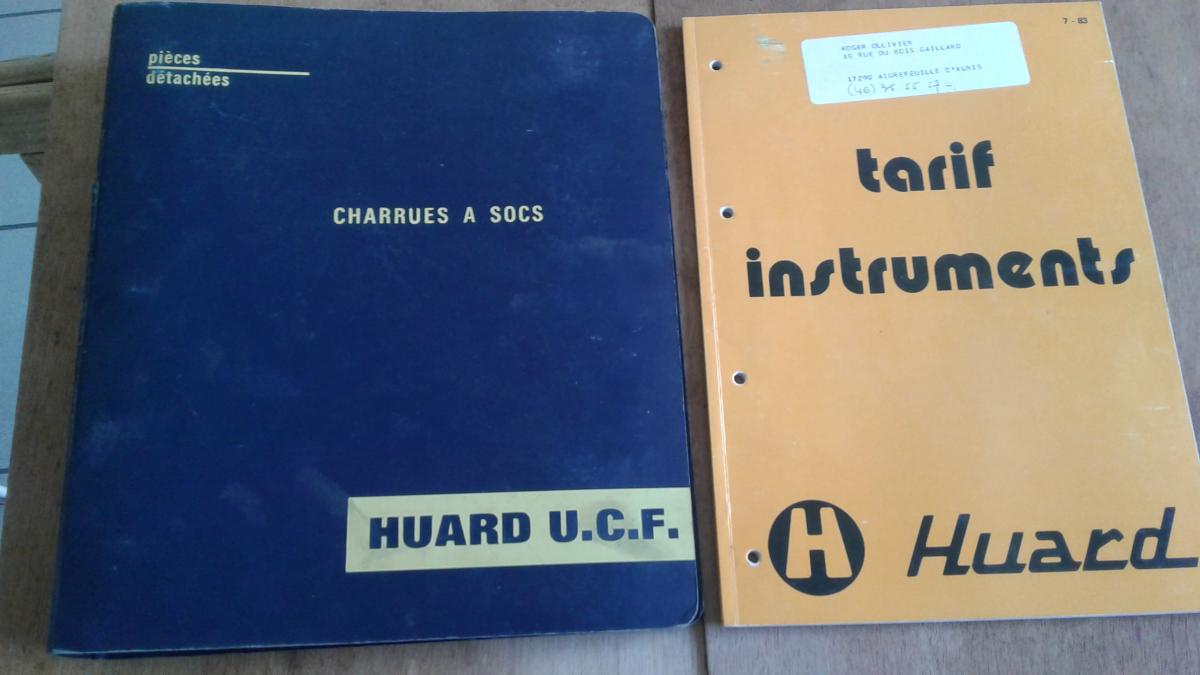 pièces
détachées
CHARRUES A SOCS
HUARD U.C.F.
7 - 83
ROGER OLLIVIER
10 RUE DU BOIS GAILLARD
17290 AIGREFEUILLE D'AUNIS
(46)
tarif
instruments
H Huard